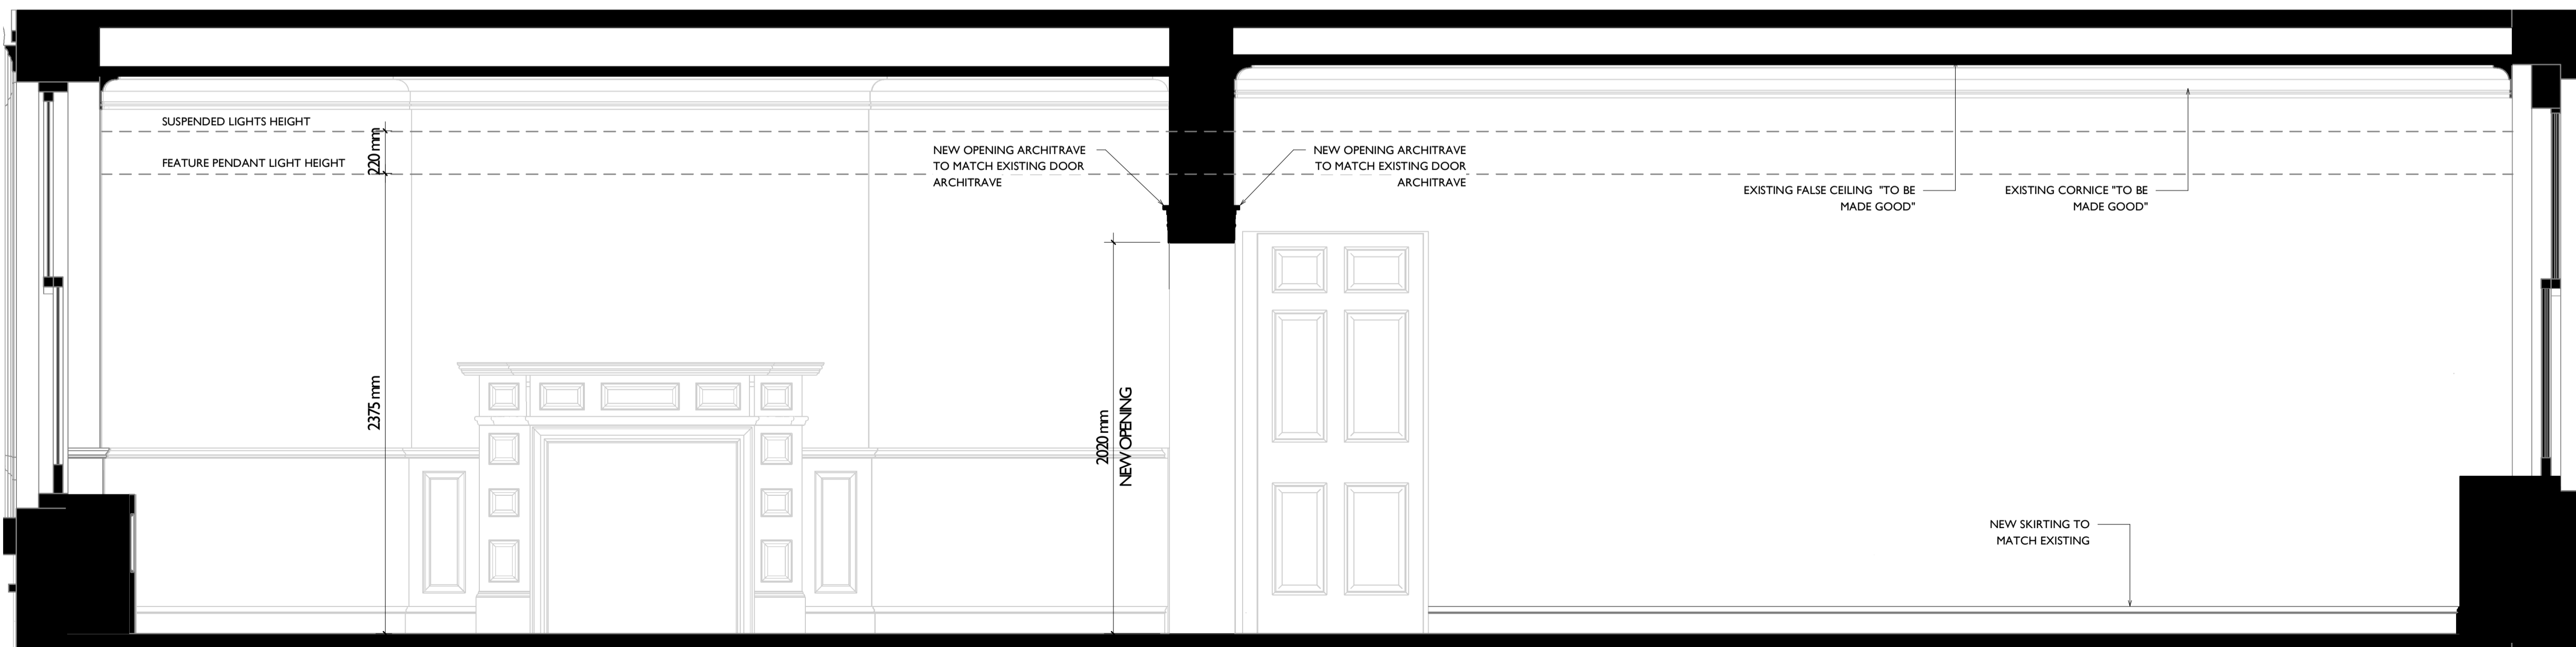 SUSPENDED LIGHTS HEIGHT
220 mm
FEATURE PENDANT LIGHT HEIGHT
2375 mm
NEW OPENING ARCHITRAVE
TO MATCH EXISTING DOOR
ARCHITRAVE
NEW OPENING ARCHITRAVE
TO MATCH EXISTING DOOR
ARCHITRAVE
2020 mm
NEW OPENING
EXISTING FALSE CEILING "TO BE
MADE GOOD"
EXISTING CORNICE "TO BE
MADE GOOD"
NEW SKIRTING TO
MATCH EXISTING